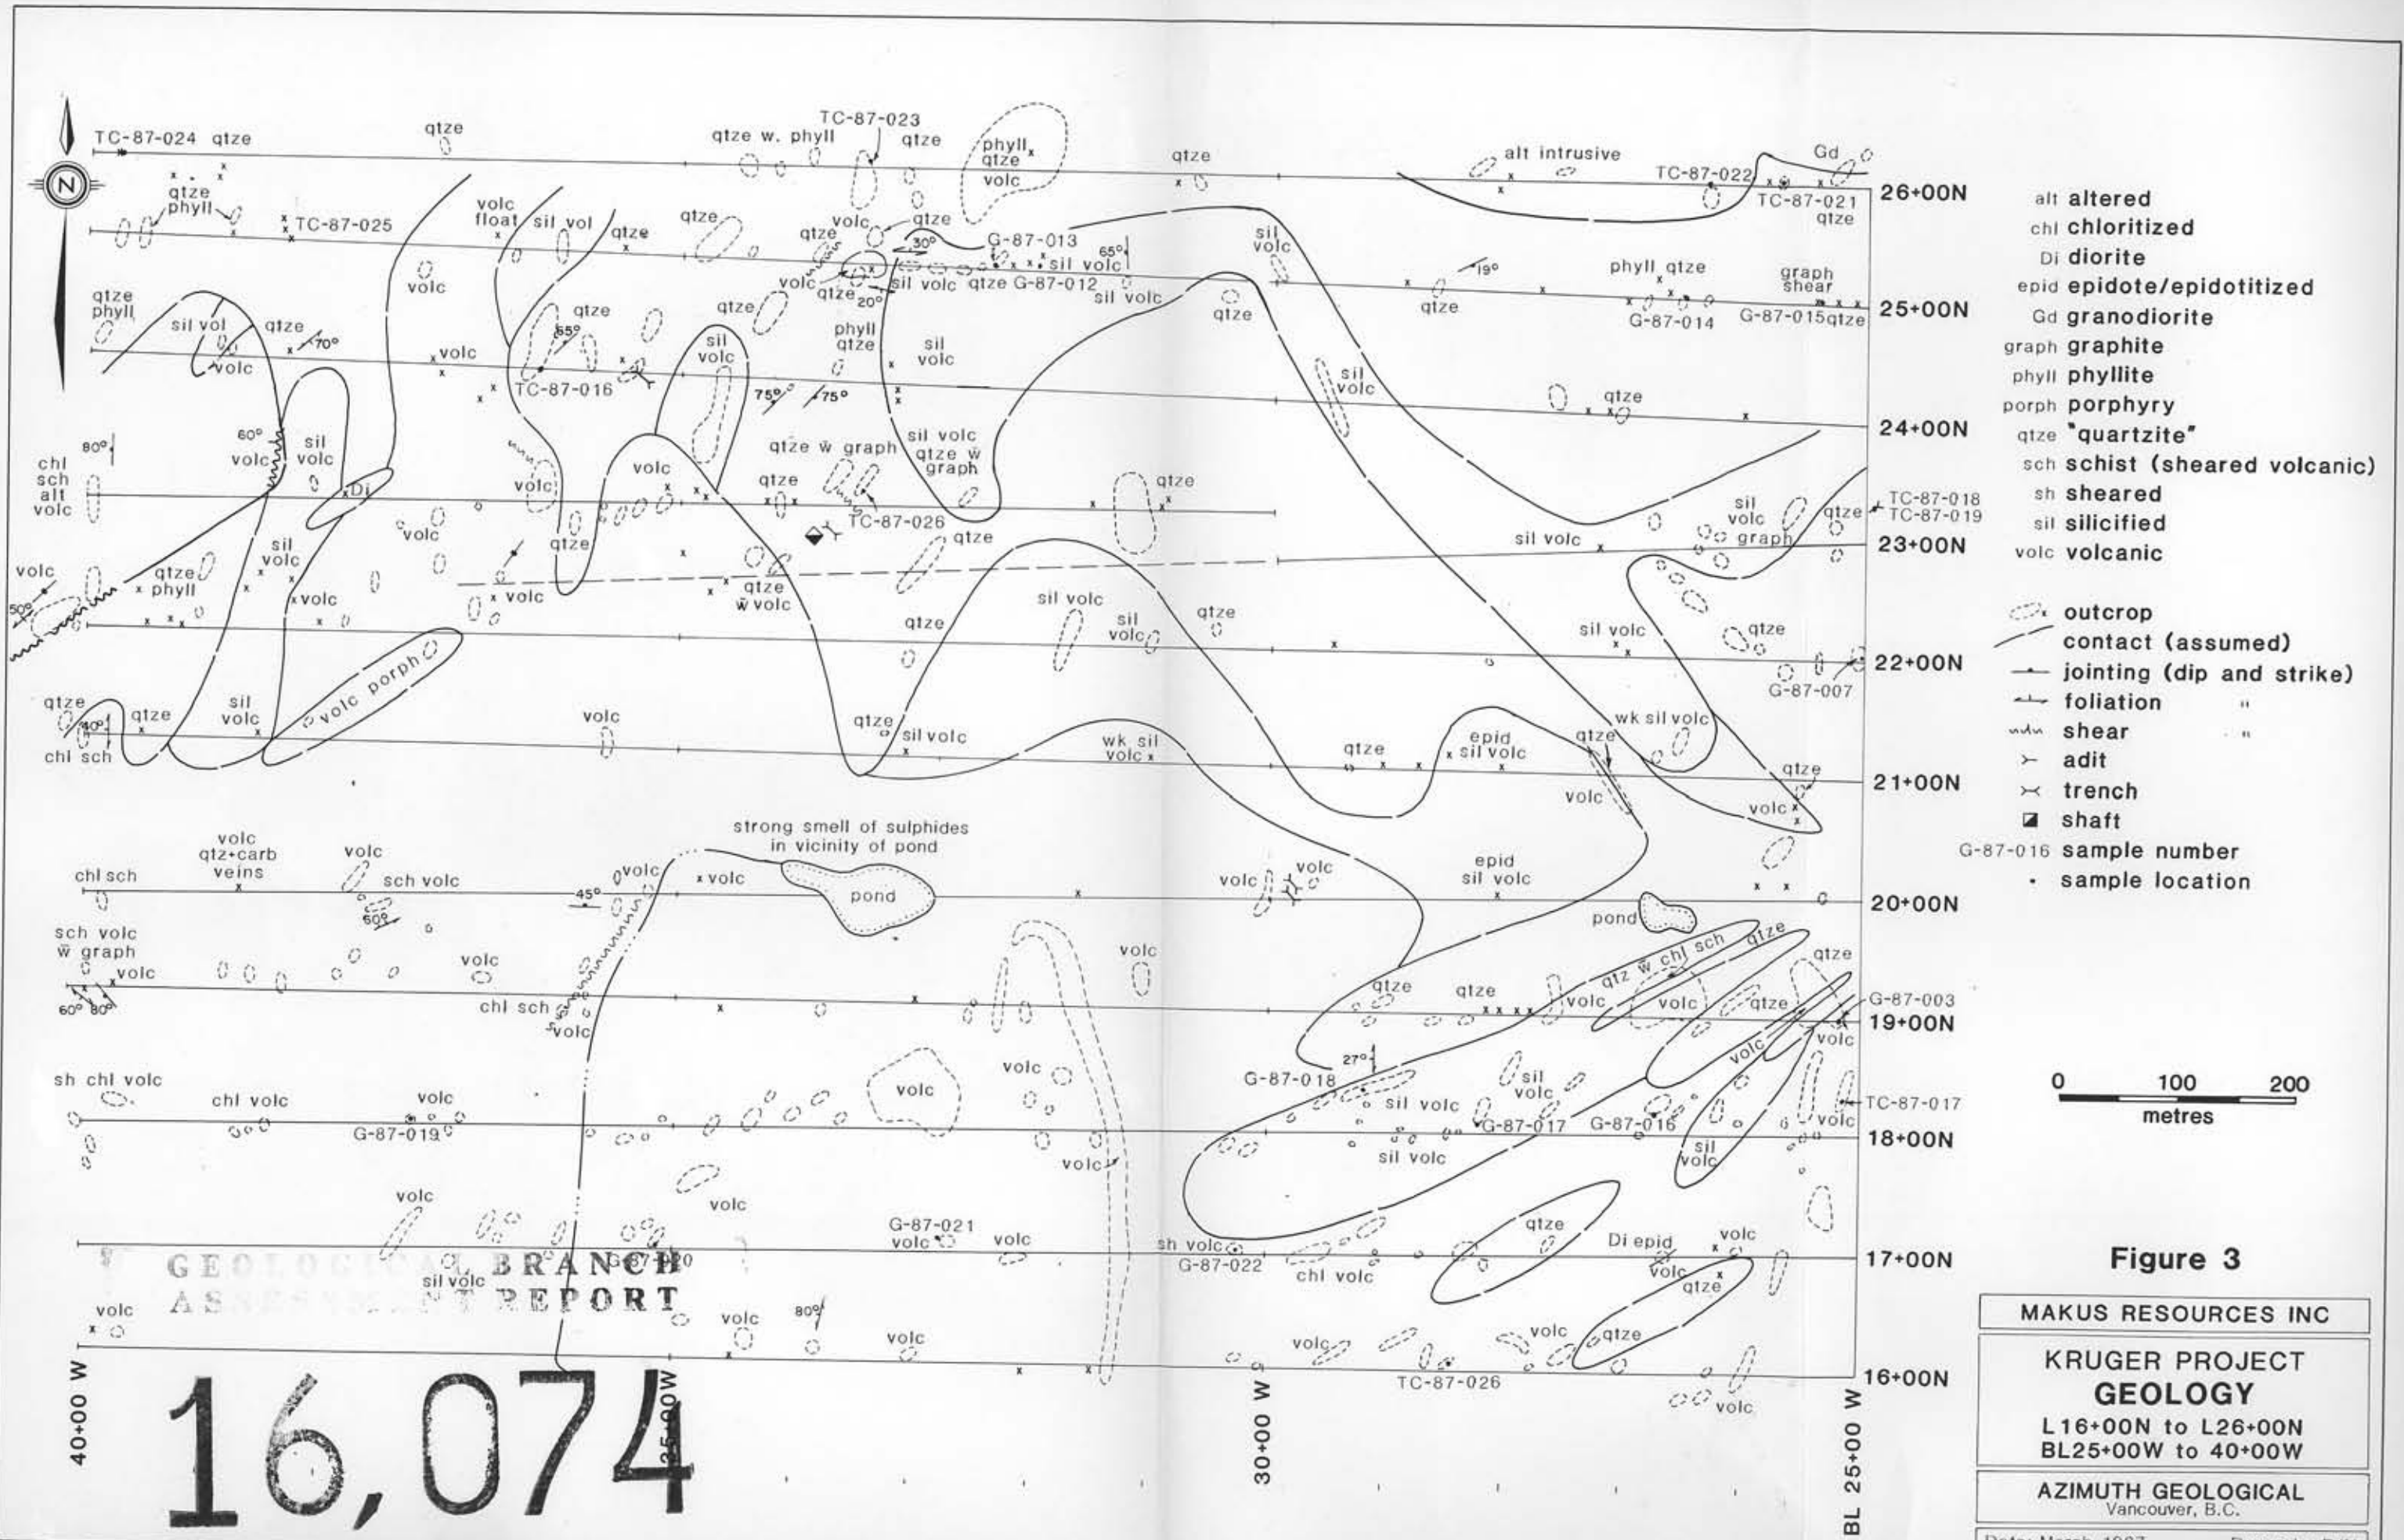 TC-87-024 qtze
qtze
qtze w. phyll
TC-87-023
qtze
phyll
qtze
volc
qtze
alt intrusive
TC-87-022
Gd
TC-87-021
qtze
26+00N
N
qtze
phyll
TC-87-025
volc
float
sil vol
qtze
qtze
qtze
volc
qtze
30°
G-87-013
65°
sil volc
volc
qtze
20°
sil volc
qtze
G-87-012
sil volc
sil
volc
qtze
19°
qtze
phyll qtze
G-87-014
graph
shear
G-87-015
qtze
25+00N
qtze
phyll
sil vol
volc
qtze
70°
volc
volc
65°
qtze
TC-87-016
sil
volc
qtze
phyll
qtze
75°
75°
sil
volc
sil
volc
qtze
24+00N
80°
chl
sch
alt
volc
60°
volc
sil
volc
Di
volc
volc
qtze
volc
qtze
qtze w̄ graph
TC-87-026
sil volc
qtze w̄
graph
qtze
qtze
sil volc
sil
volc
graph
qtze
TC-87-018
TC-87-019
23+00N
volc
50°
qtze
phyll
sil
volc
volc
volc
qtze
w̄ volc
qtze
sil volc
sil
volc
qtze
sil volc
qtze
G-87-007
22+00N
qtze
40°
chl sch
qtze
sil
volc
volc porph
volc
qtze
sil volc
wk sil
volc
qtze
epid
sil volc
qtze
wk sil volc
volc
qtze
volc
21+00N
strong smell of sulphides
in vicinity of pond
chl sch
volc
qtz+carb
veins
volc
sch volc
60°
45°
volc
volc
pond
volc
volc
epid
sil volc
pond
20+00N
sch volc
w̄ graph
volc
60°
80°
volc
chl sch
volc
volc
qtze
qtze
volc
qtz w̄ chl sch
qtze
volc
qtze
qtze
G-87-003
19+00N
volc
volc
sh chl volc
chl volc
volc
G-87-019
volc
volc
volc
27°
G-87-018
sil volc
sil
volc
G-87-017
G-87-016
sil volc
sil
volc
TC-87-017
volc
18+00N
volc
volc
G-87-021
volc
volc
sh volc
G-87-022
chl volc
qtze
Di epid
volc
volc
qtze
17+00N
sil volc
GEOLOGICAL BRANCH
ASSESSMENT REPORT
volc
volc
80°
volc
volc
TC-87-026
volc
qtze
volc
16+00N
16,074
40+00 W
35+00W
30+00 W
BL 25+00 W
alt altered
chl chloritized
Di diorite
epid epidote/epidotitized
Gd granodiorite
graph graphite
phyll phyllite
porph porphyry
qtze "quartzite"
sch schist (sheared volcanic)
sh sheared
sil silicified
volc volcanic
outcrop
contact (assumed)
jointing (dip and strike)
foliation "
shear "
adit
trench
shaft
G-87-016 sample number
sample location
0 100 200
metres
Figure 3
MAKUS RESOURCES INC
KRUGER PROJECT
GEOLOGY
L16+00N to L26+00N
BL25+00W to 40+00W
AZIMUTH GEOLOGICAL
Vancouver, B.C.